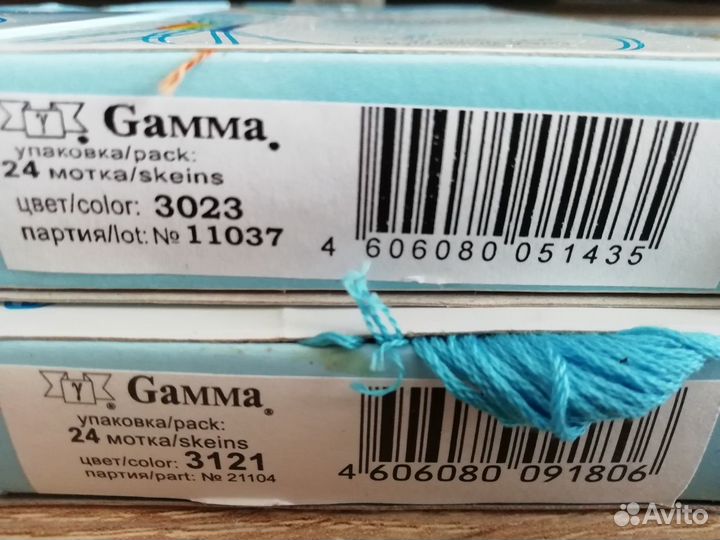 Gamma
упаковка/pack:
24 мотка/skeins
цвет/color: 3023
партия/lot: № 11037
4 606080 051435
Gamma®
упаковка/pack:
24 мотка/skeins
цвет/color: 3121
партия/part: № 21104
4 606080 091806
Avito